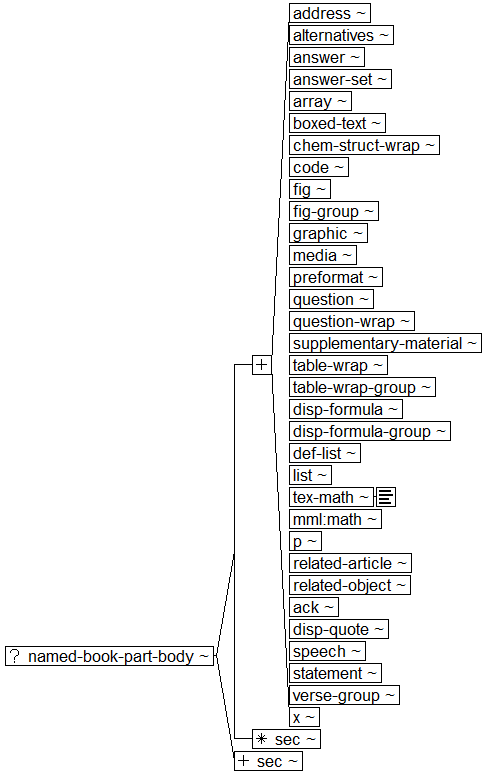 address ~
alternatives ~
answer ~
answer-set ~
array ~
boxed-text ~
chem-struct-wrap ~
code ~
fig ~
fig-group ~
graphic ~
media ~
preformat ~
question ~
question-wrap ~
supplementary-material ~
+
table-wrap ~
table-wrap-group ~
disp-formula ~
disp-formula-group ~
def-list ~
list ~
tex-math ~
mml:math ~
p ~
related-article ~
related-object ~
ack ~
disp-quote ~
speech ~
? named-book-part-body ~
statement ~
verse-group ~
x ~
* sec ~
+ sec ~